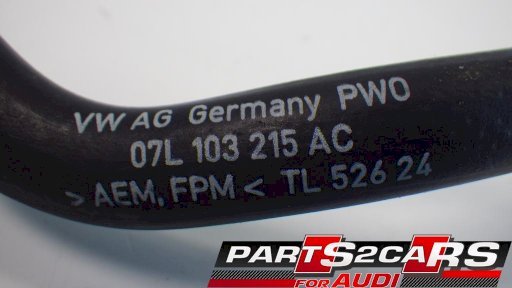 VW AG Germany PWO
07L 103 215 AC
> AEM, FPM < TL 526 24
PARTS2CARS
FOR AUDI